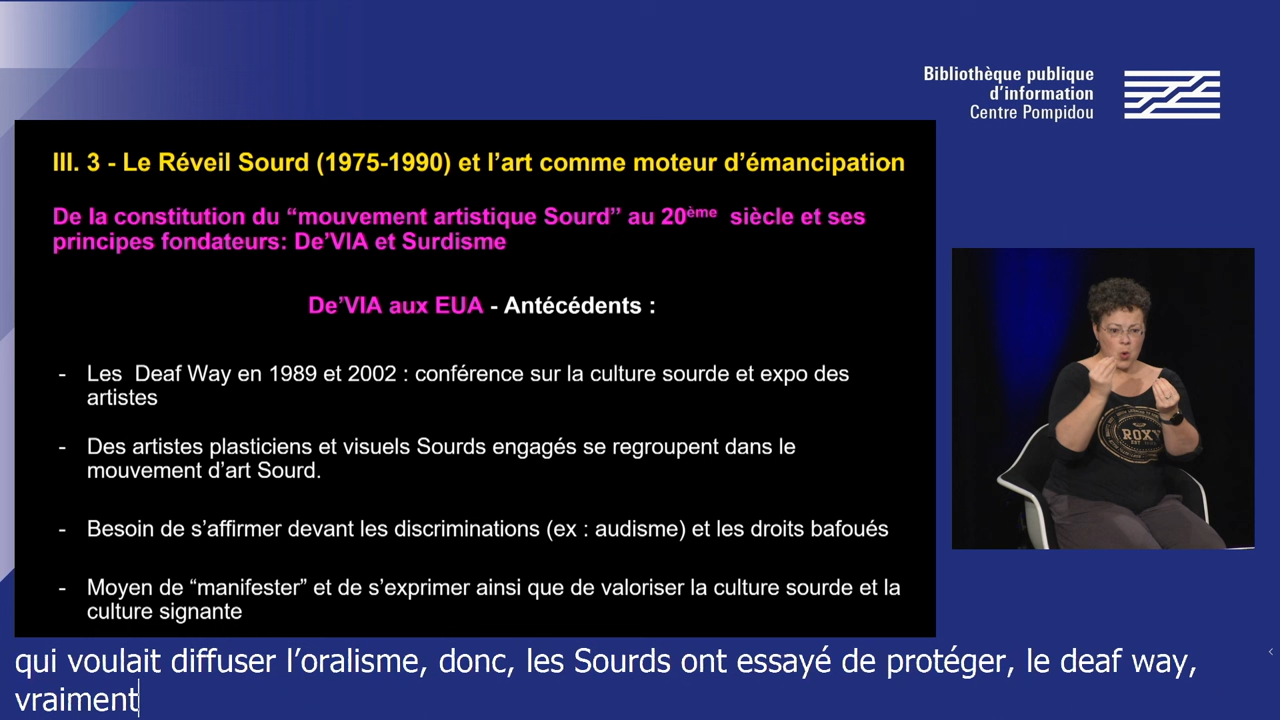 Bibliothèque publique
d’information
Centre Pompidou
III. 3 - Le Réveil Sourd (1975-1990) et l’art comme moteur d’émancipation
De la constitution du “mouvement artistique Sourd” au 20ème siècle et ses
principes fondateurs: De’VIA et Surdisme
De’VIA aux EUA - Antécédents :
- Les Deaf Way en 1989 et 2002 : conférence sur la culture sourde et expo des
artistes
- Des artistes plasticiens et visuels Sourds engagés se regroupent dans le
mouvement d’art Sourd.
- Besoin de s’affirmer devant les discriminations (ex : audisme) et les droits bafoués
- Moyen de “manifester” et de s’exprimer ainsi que de valoriser la culture sourde et la
culture signante
ROXY
qui voulait diffuser l’oralisme, donc, les Sourds ont essayé de protéger, le deaf way,
vraiment